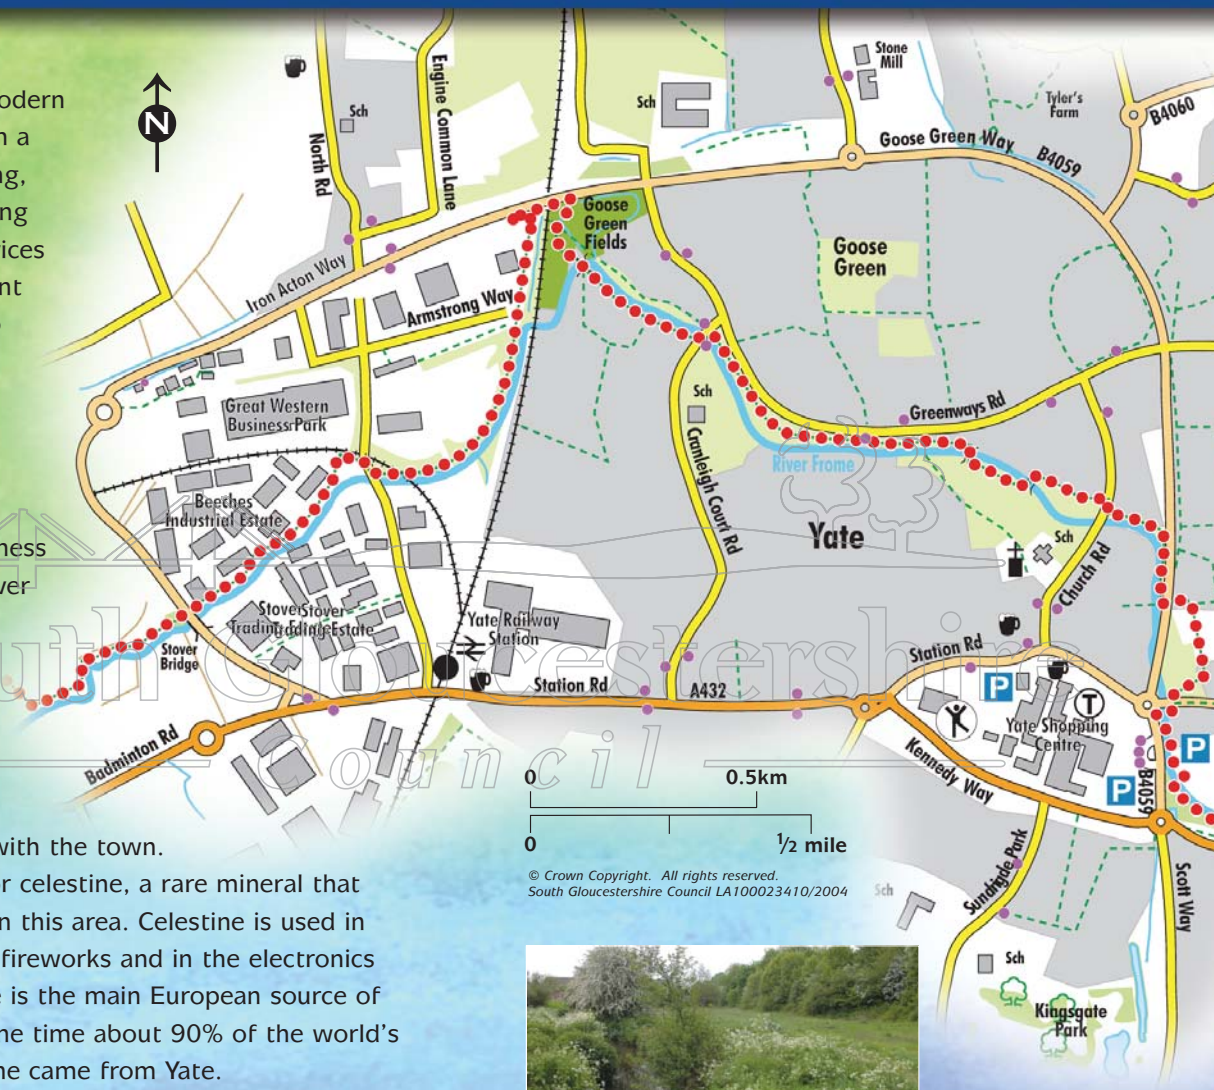 odern
n a
ng,
ng
ices
nt
N
Stone
Mill
Sch
Sch
Tyler's
Farm
B4060
North Rd
Engine Common Lane
Goose Green Way
B4059
Goose
Green
Fields
Goose
Green
Iron Acton Way
Armstrong Way
Great Western
Business Park
Sch
Cranleigh Court Rd
Greenways Rd
River Frome
Beeches
Industrial Estate
Yate
Sch
Church Rd
ness
wer
Stover
Trading Estate
Stover
Trading Estate
Stover
Bridge
Yate Railway
Station
Station Rd
Station Rd
A432
P
T
Yate Shopping
Centre
P
P
B4059
Badminton Rd
Kennedy Way
uth Gloucestershire
Council
0 0.5km
0 1/2 mile
© Crown Copyright. All rights reserved.
South Gloucestershire Council LA100023410/2004
Sundridge Park
Scott Way
Sch
Sch
Kingsgate
Park
with the town.
or celestine, a rare mineral that
n this area. Celestine is used in
fireworks and in the electronics
e is the main European source of
ne time about 90% of the world's
ne came from Yate.